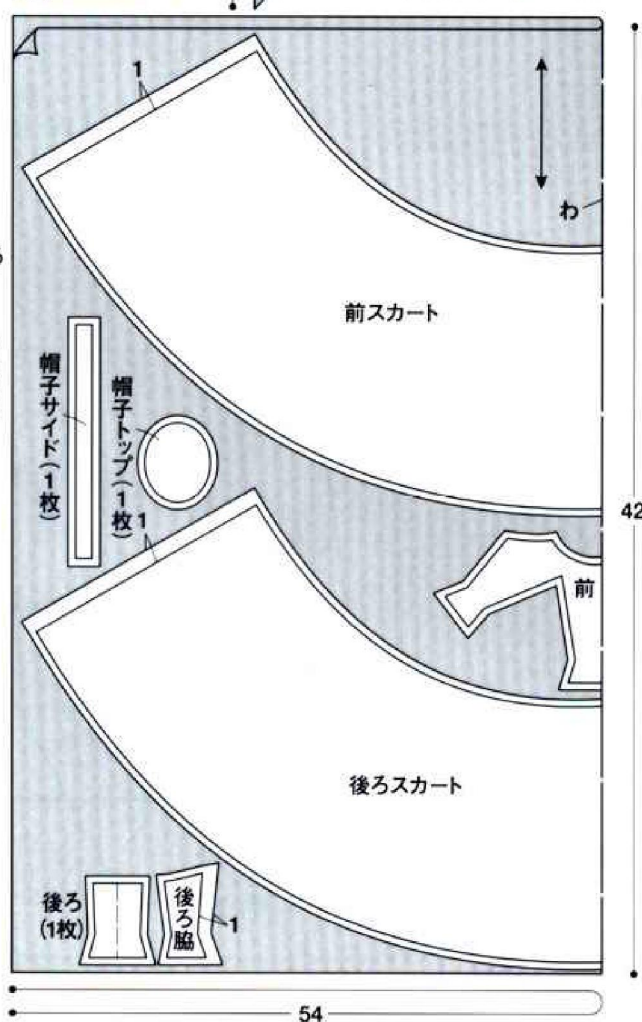 1
わ
前スカート
帽子サイド(1枚)
帽子トップ(1枚)
1
42
前
後ろスカート
後ろ
(1枚)
後ろ脇
1
54